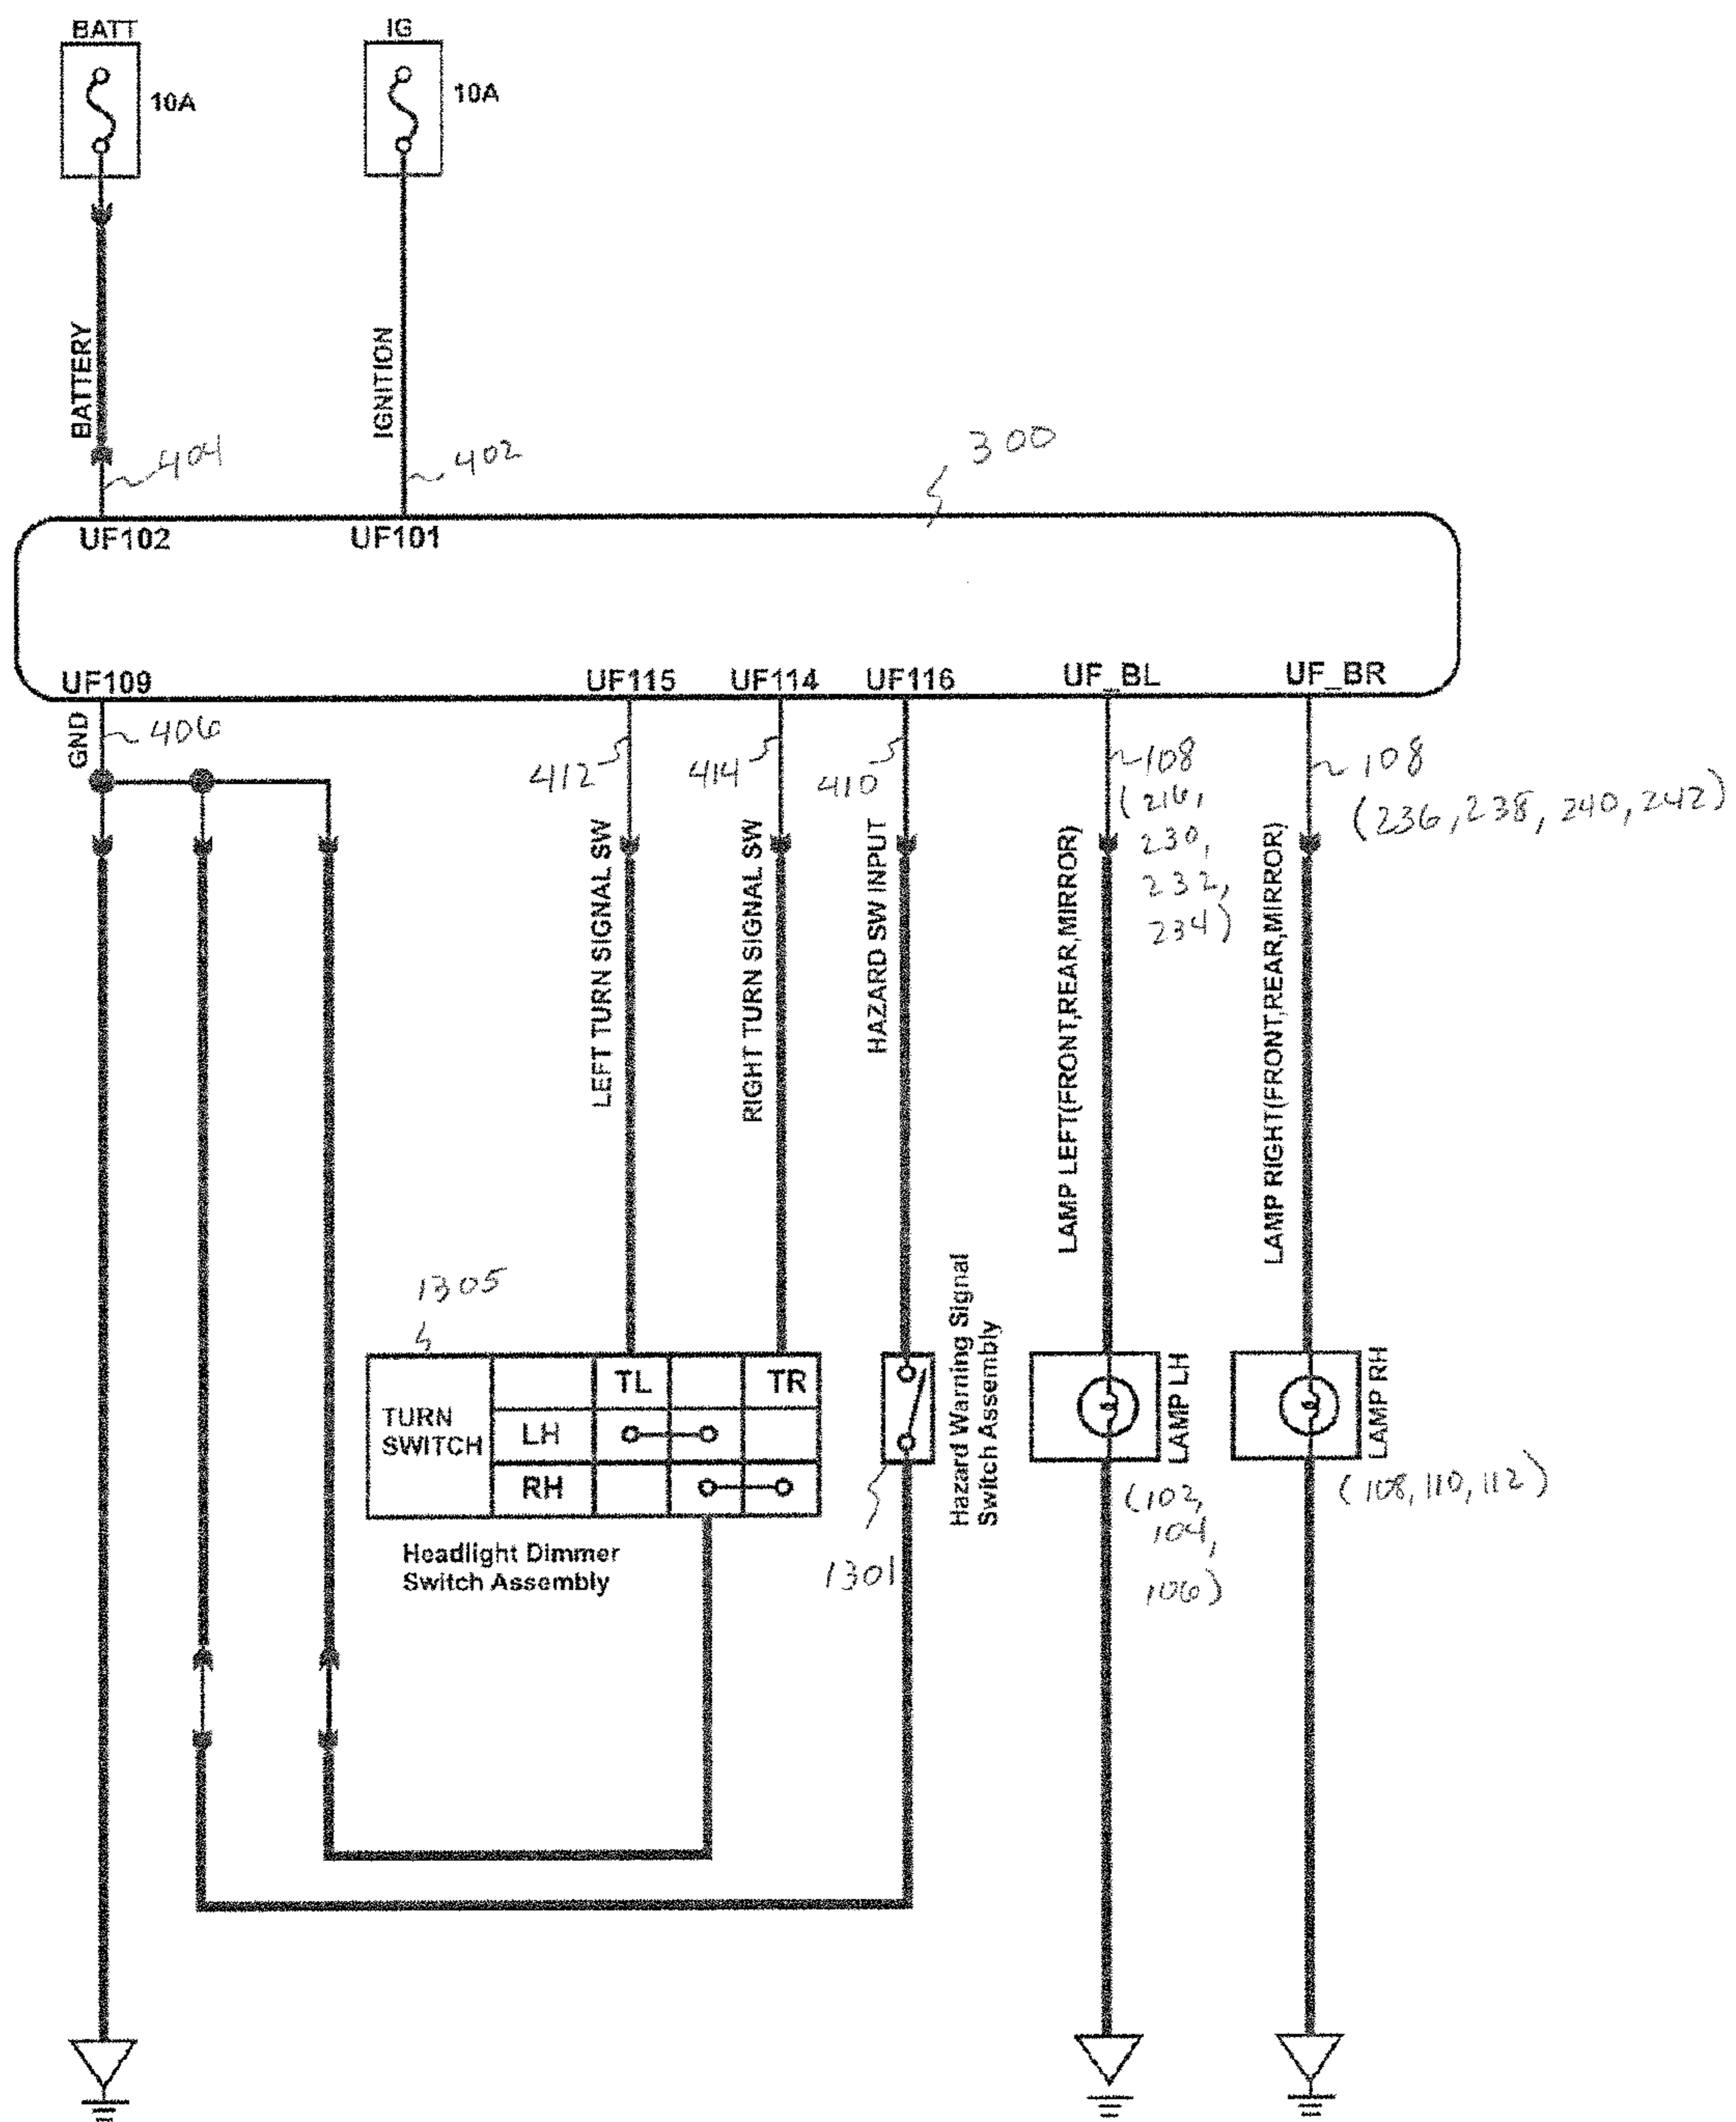 BATT
IG
10A
10A
BATTERY
IGNITION
404
402
300
UF102
UF101
UF109
UF115
UF114
UF116
UF_BL
UF_BR
GND
406
412
414
410
108
(216,
230,
232,
234)
108
(236, 238, 240, 242)
LEFT TURN SIGNAL SW
RIGHT TURN SIGNAL SW
HAZARD SW INPUT
LAMP LEFT(FRONT,REAR,MIRROR)
LAMP RIGHT(FRONT,REAR,MIRROR)
1305
TURN
SWITCH
TL
TR
LH
RH
Headlight Dimmer
Switch Assembly
Hazard Warning Signal
Switch Assembly
1301
LAMP LH
LAMP RH
(102,
104,
106)
(108, 110, 112)